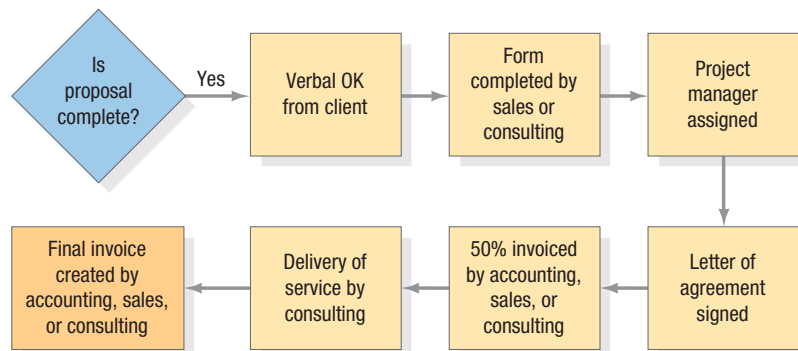 Is
proposal
complete?
Yes
Verbal OK
from client
Form
completed by
sales or
consulting
Project
manager
assigned
Letter of
agreement
signed
50% invoiced
by accounting,
sales, or
consulting
Delivery of
service by
consulting
Final invoice
created by
accounting, sales,
or consulting